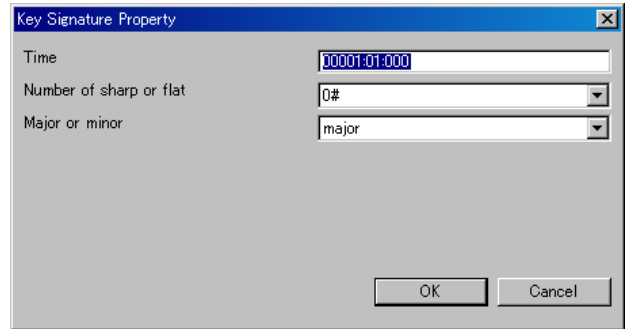 Key Signature Property
Time 00001:01:000
Number of sharp or flat 0#
Major or minor major
OK Cancel